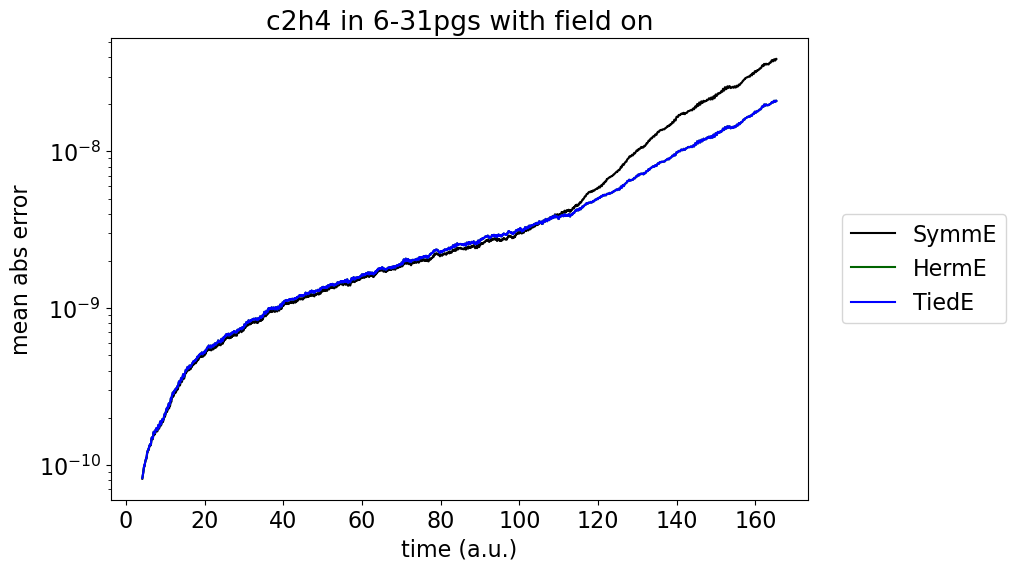 c2h4 in 6-31pgs with field on
mean abs error
10⁻⁸
10⁻⁹
10⁻¹⁰
0 20 40 60 80 100 120 140 160
time (a.u.)
SymmE
HermE
TiedE